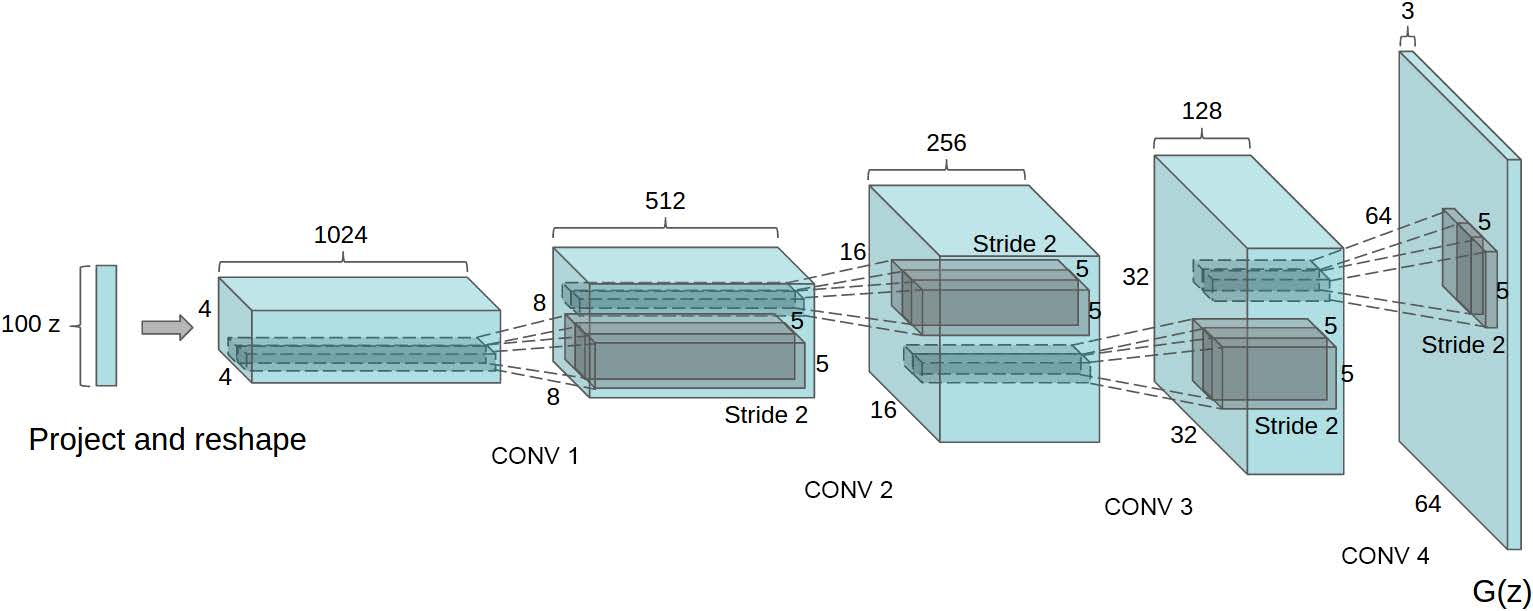 100 z
Project and reshape
1024
4
4
CONV 1
512
8
8
5
5
Stride 2
CONV 2
256
16
16
Stride 2
5
5
CONV 3
128
32
32
5
5
Stride 2
CONV 4
3
64
64
5
5
Stride 2
G(z)